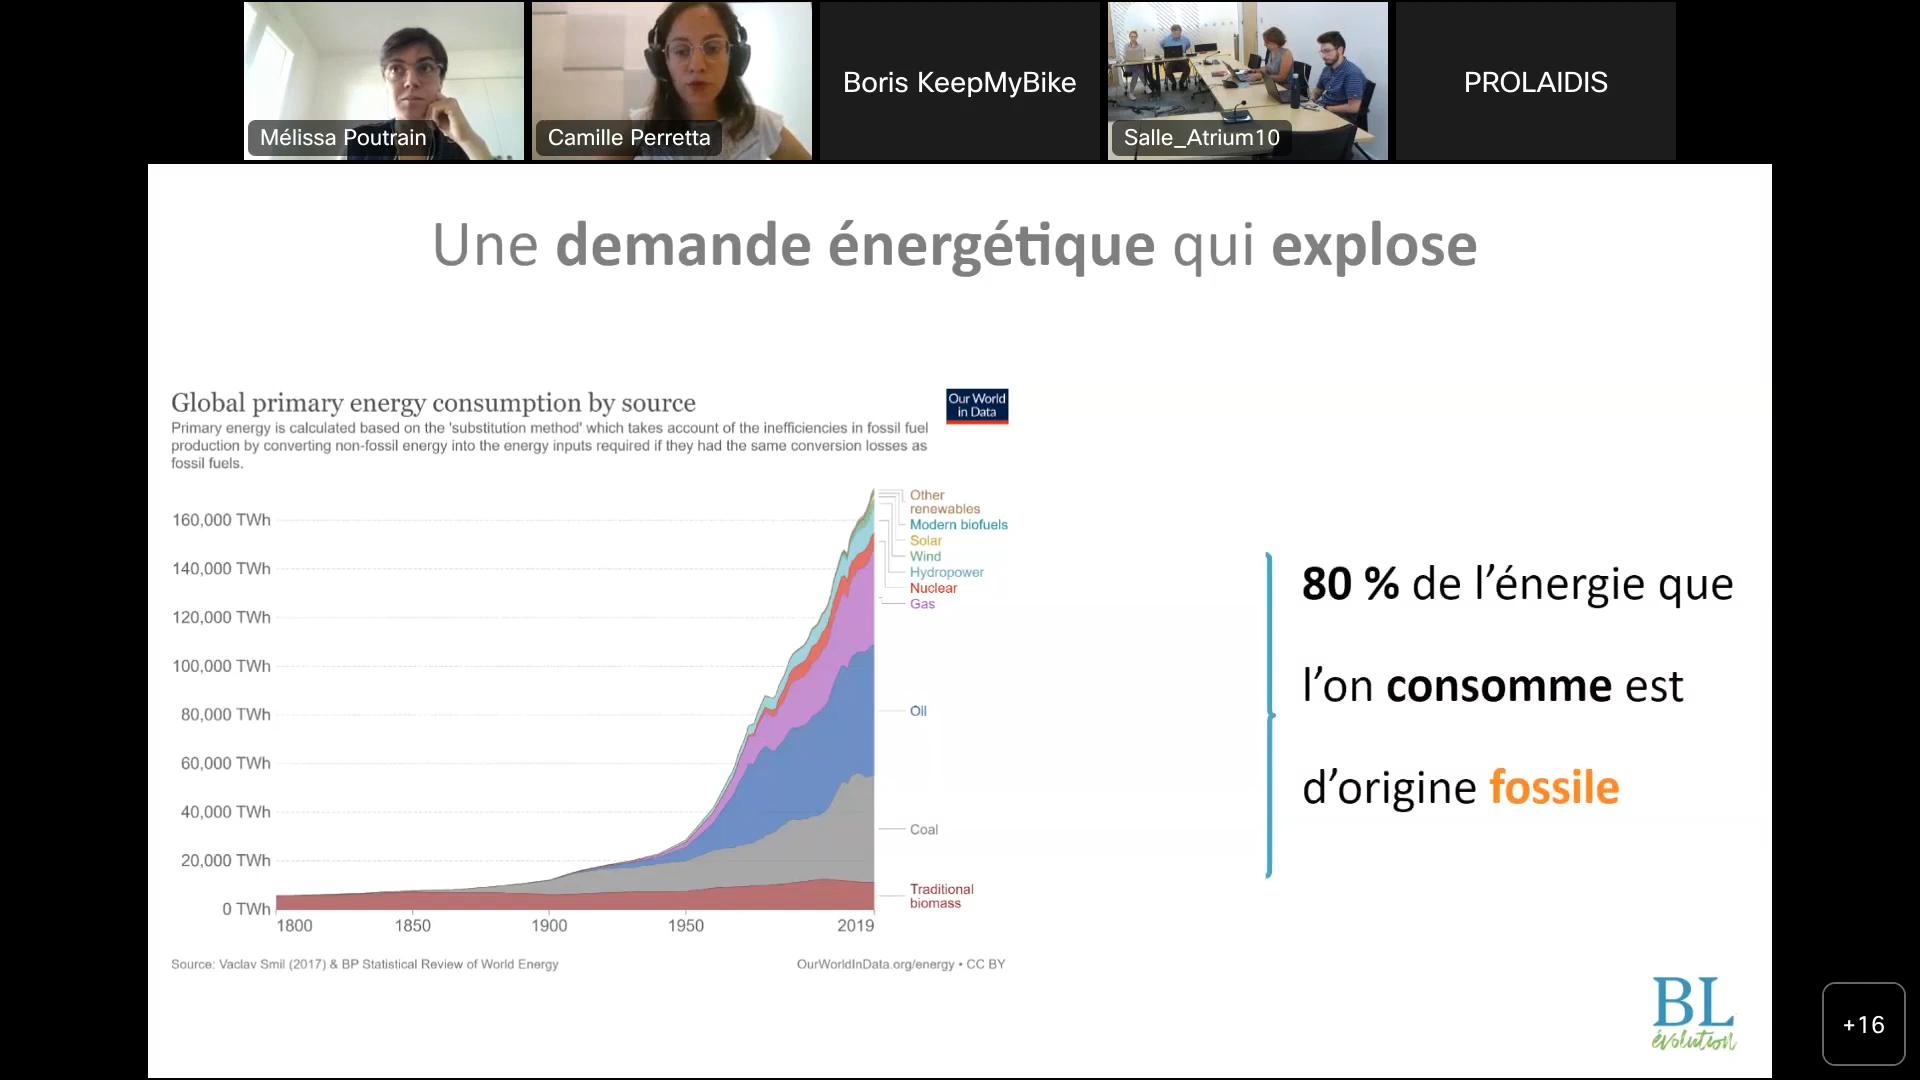 Mélissa Poutrain
Camille Perretta
Boris KeepMyBike
Salle_Atrium10
PROLAIDIS
Une demande énergétique qui explose
Global primary energy consumption by source
Our World
in Data
Primary energy is calculated based on the 'substitution method' which takes account of the inefficiencies in fossil fuel
production by converting non-fossil energy into the energy inputs required if they had the same conversion losses as
fossil fuels.
160,000 TWh
140,000 TWh
120,000 TWh
100,000 TWh
80,000 TWh
60,000 TWh
40,000 TWh
20,000 TWh
0 TWh
1800
1850
1900
1950
2019
Other
renewables
Modern biofuels
Solar
Wind
Hydropower
Nuclear
Gas
Oil
Coal
Traditional
biomass
Source: Vaclav Smil (2017) & BP Statistical Review of World Energy
OurWorldInData.org/energy • CC BY
80 % de l’énergie que
l’on consomme est
d’origine fossile
BL
évolution
+16